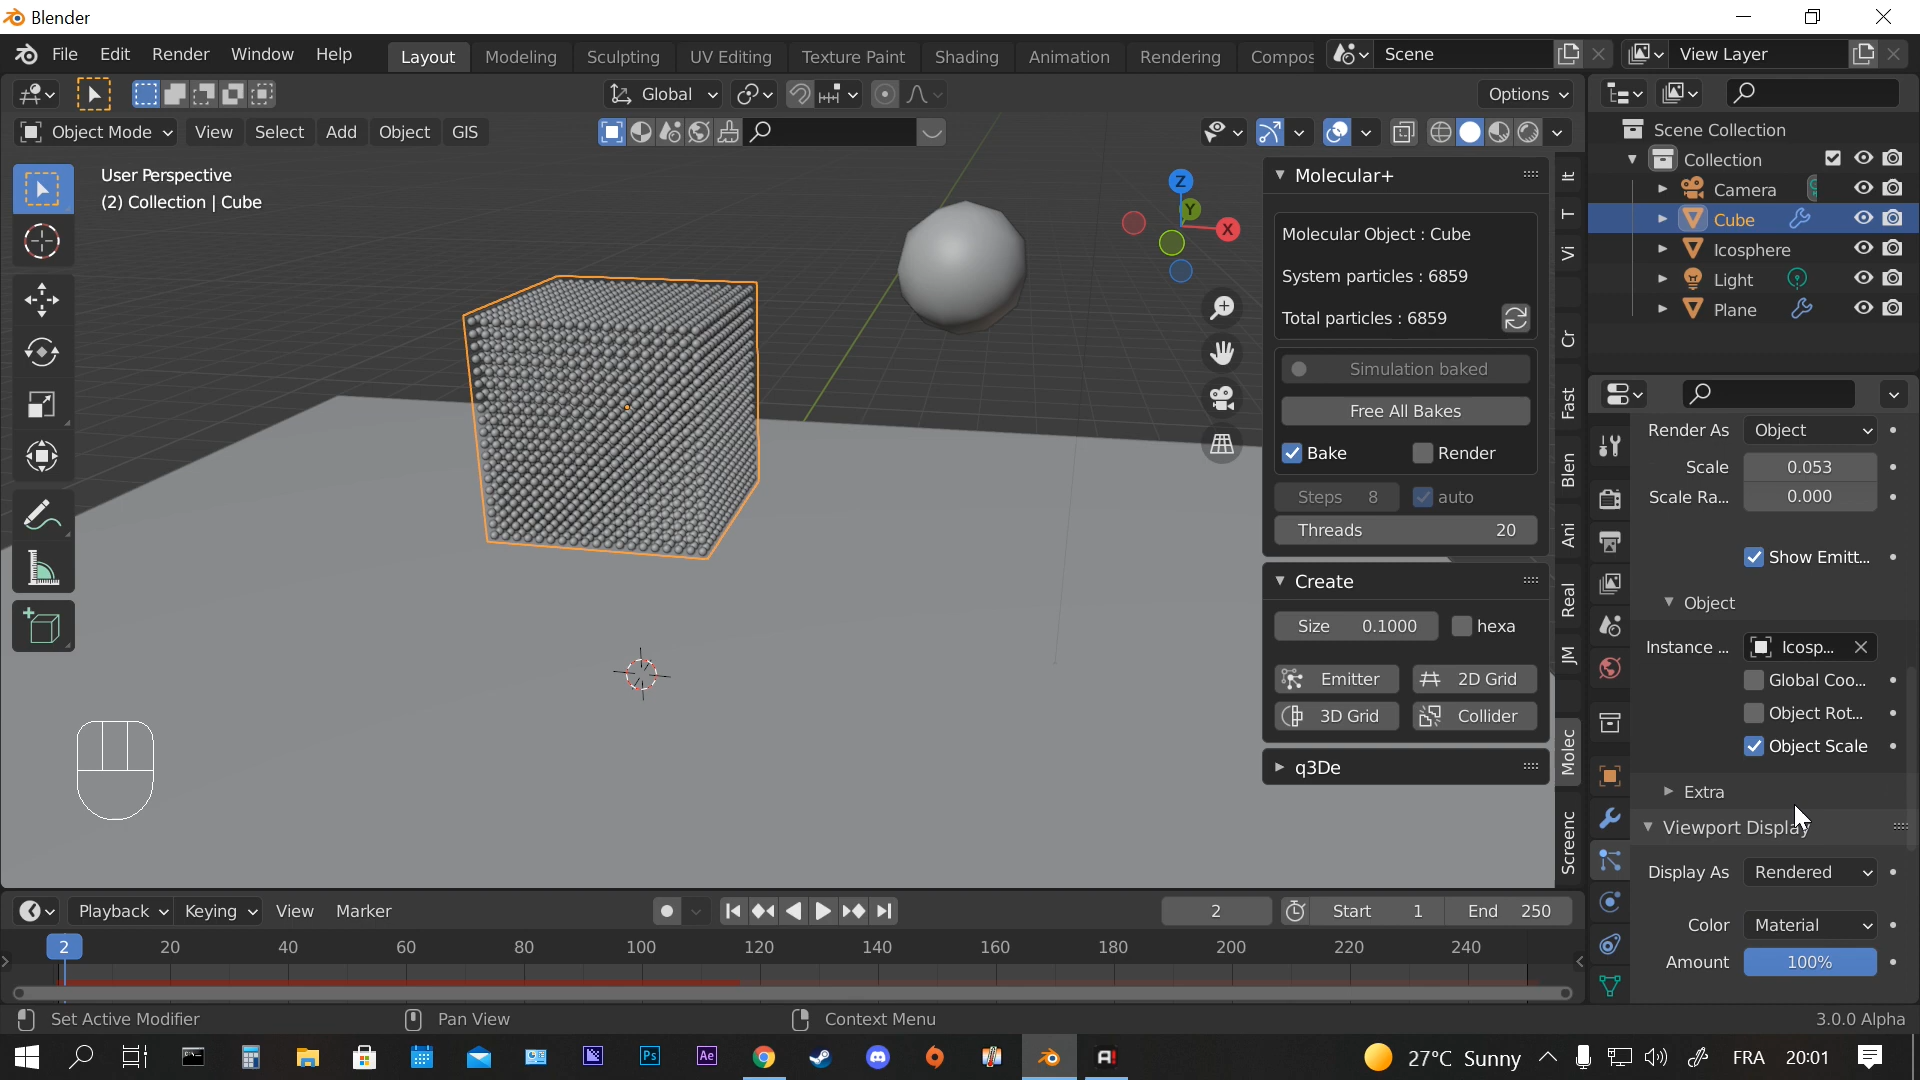 Blender
File Edit Render Window Help Layout Modeling Sculpting UV Editing Texture Paint Shading Animation Rendering Compos Scene View Layer
Global Options
Object Mode View Select Add Object GIS
User Perspective
(2) Collection | Cube
Z
Y
X
Molecular+
Molecular Object : Cube
System particles : 6859
Total particles : 6859
Simulation baked
Free All Bakes
Bake Render
Steps 8 auto
Threads 20
Create
Size 0.1000 hexa
Emitter 2D Grid
3D Grid Collider
q3De
It
T
Vi
Cr
Fast
Blen
Ani
Real
JM
Molec
Screenc
Scene Collection
Collection
Camera
Cube
Icosphere
Light
Plane
Render As Object
Scale 0.053
Scale Ra... 0.000
Show Emitt...
Object
Instance ... Icosp...
Global Coo...
Object Rot...
Object Scale
Extra
Viewport Display
Display As Rendered
Color Material
Amount 100%
Playback Keying View Marker 2 Start 1 End 250
2 20 40 60 80 100 120 140 160 180 200 220 240
Set Active Modifier Pan View Context Menu 3.0.0 Alpha
Ps Ae A! 27°C Sunny FRA 20:01